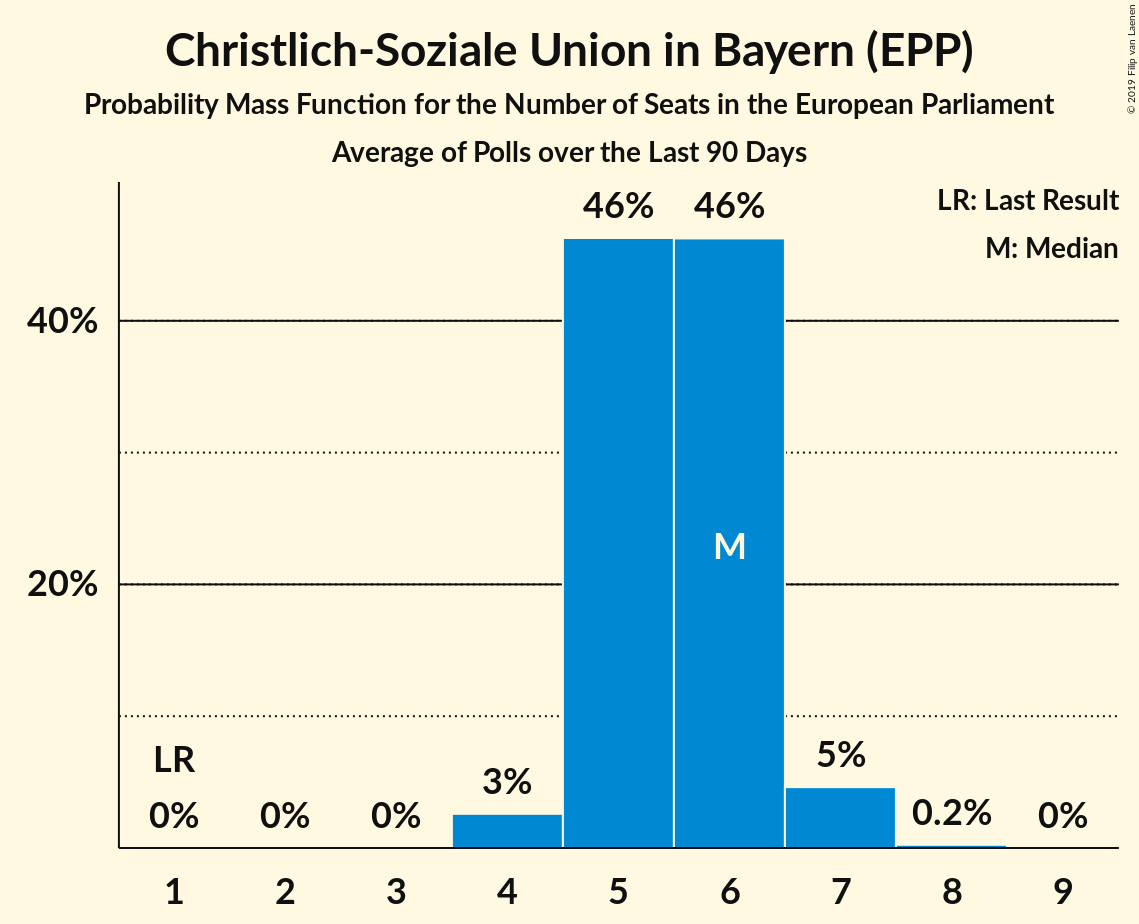 Christlich-Soziale Union in Bayern (EPP)
Probability Mass Function for the Number of Seats in the European Parliament
Average of Polls over the Last 90 Days
© 2019 Filip van Laenen
LR: Last Result
M: Median
46% 46%
40%
M
20%
LR
0% 0% 0% 3% 5% 0.2% 0%
1 2 3 4 5 6 7 8 9